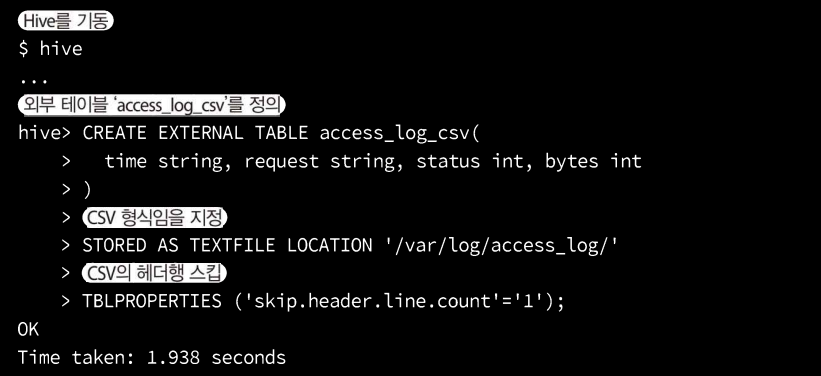 Hive를 기동
$ hive
...
외부 테이블 ‘access_log_csv’를 정의
hive> CREATE EXTERNAL TABLE access_log_csv(
    >   time string, request string, status int, bytes int
    > )
    > CSV 형식임을 지정
    > STORED AS TEXTFILE LOCATION '/var/log/access_log/'
    > CSV의 헤더행 스킵
    > TBLPROPERTIES ('skip.header.line.count'='1');
OK
Time taken: 1.938 seconds